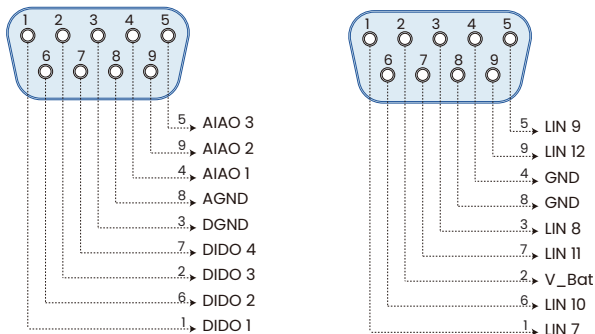 1 2 3 4 5
6 7 8 9
5 AIAO 3
9 AIAO 2
4 AIAO 1
8 AGND
3 DGND
7 DIDO 4
2 DIDO 3
6 DIDO 2
1 DIDO 1
1 2 3 4 5
6 7 8 9
5 LIN 9
9 LIN 12
4 GND
8 GND
3 LIN 8
7 LIN 11
2 V_Bat
6 LIN 10
1 LIN 7